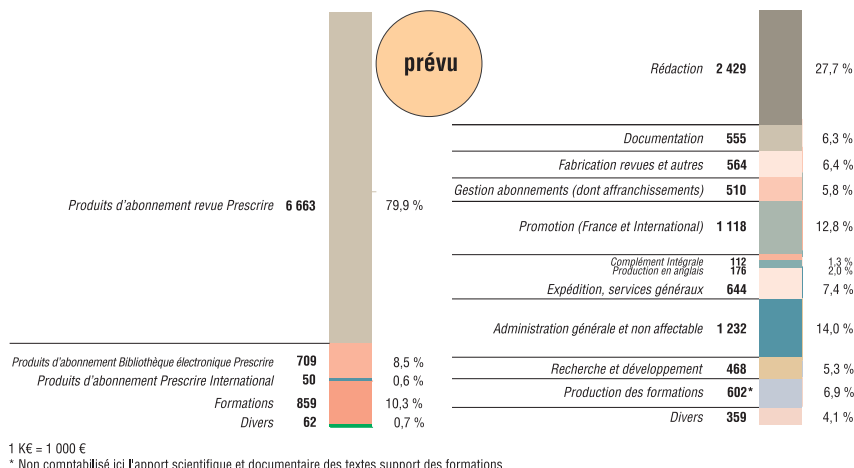 prévu
Produits d'abonnement revue Prescrire 6 663 79,9 %
Produits d'abonnement Bibliothèque électronique Prescrire 709 8,5 %
Produits d'abonnement Prescrire International 50 0,6 %
Formations 859 10,3 %
Divers 62 0,7 %
Rédaction 2 429 27,7 %
Documentation 555 6,3 %
Fabrication revues et autres 564 6,4 %
Gestion abonnements (dont affranchissements) 510 5,8 %
Promotion (France et International) 1 118 12,8 %
Complément Intégrale 112 1,3 %
Production en anglais 176 2,0 %
Expédition, services généraux 644 7,4 %
Administration générale et non affectable 1 232 14,0 %
Recherche et développement 468 5,3 %
Production des formations 602* 6,9 %
Divers 359 4,1 %
1 K€ = 1 000 €
* Non comptabilisé ici l'apport scientifique et documentaire des textes support des formations